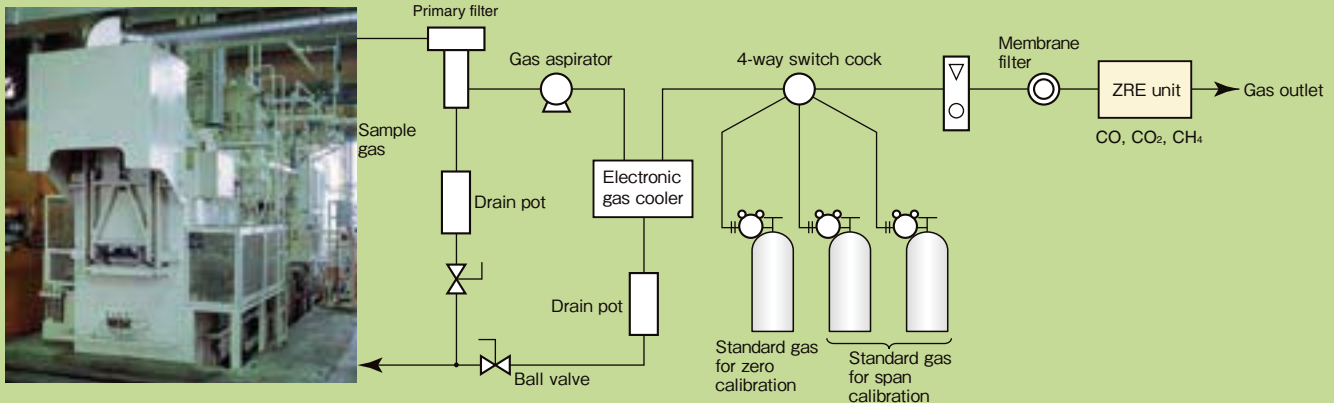 Primary filter
Gas aspirator
4-way switch cock
Membrane
filter
ZRE unit
Gas outlet
CO, CO₂, CH₄
Sample
gas
Electronic
gas cooler
Drain pot
Drain pot
Ball valve
Standard gas
for zero
calibration
Standard gas
for span
calibration